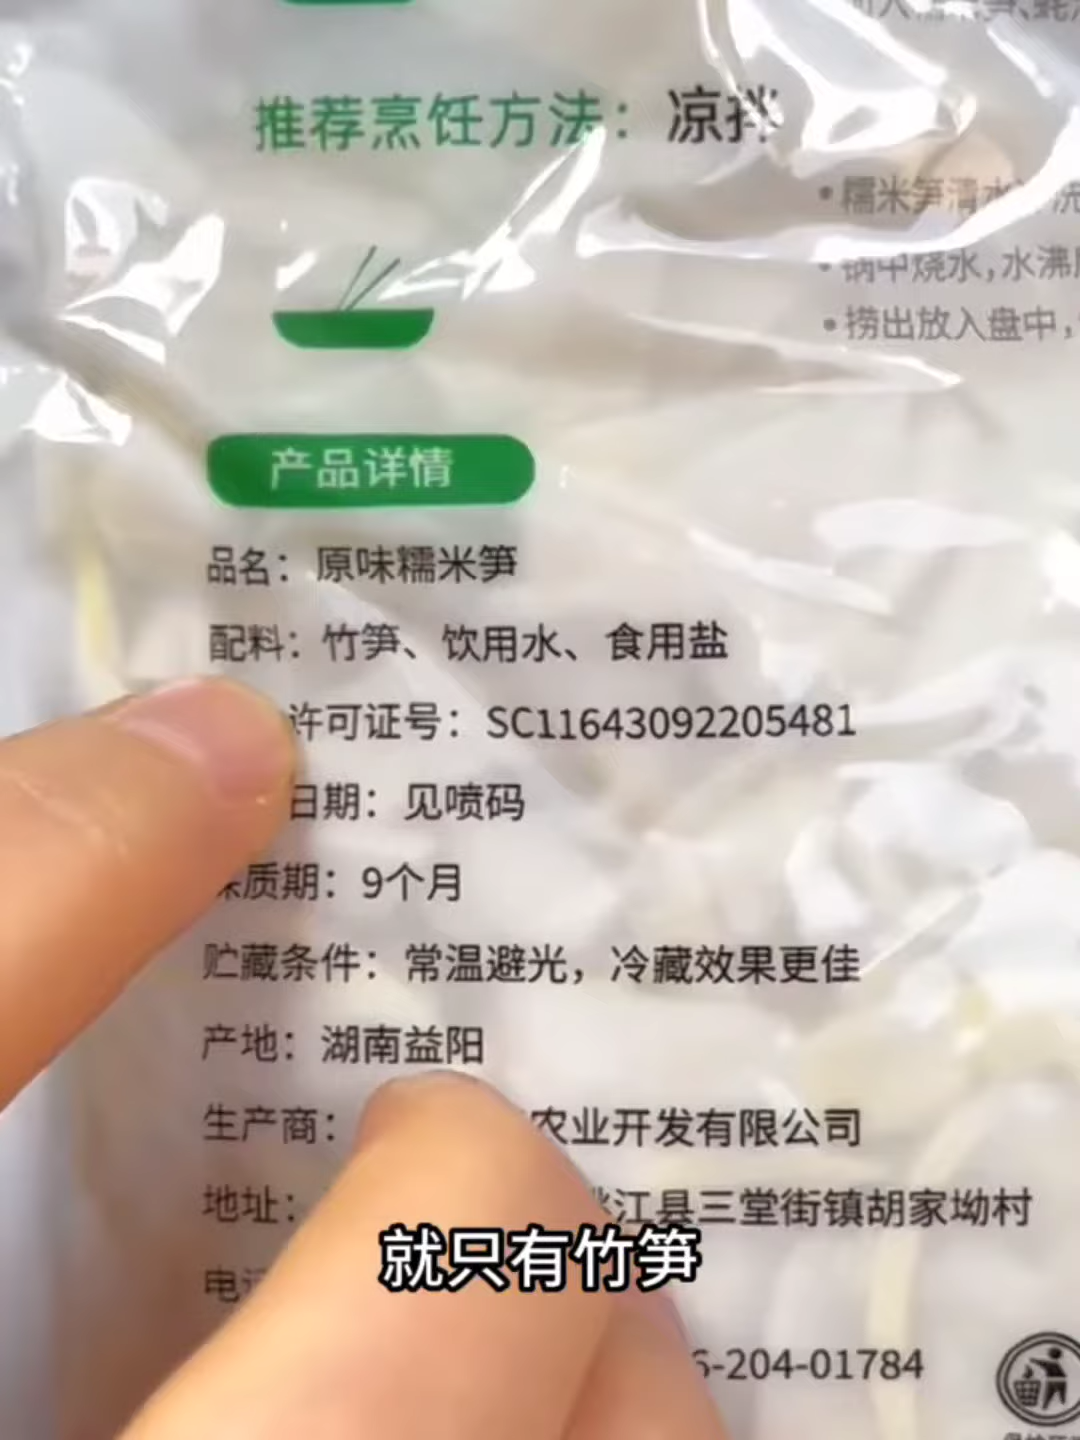 推荐烹饪方法：凉拌
糯米笋清水
锅中烧水，水沸
捞出放入盘中，
产品详情
品名：原味糯米笋
配料：竹笋、饮用水、食用盐
许可证号：SC11643092205481
日期：见喷码
保质期：9个月
贮藏条件：常温避光，冷藏效果更佳
产地：湖南益阳
生产商：
农业开发有限公司
地址：
江县三堂街镇胡家坳村
就只有竹笋
电
-204-01784